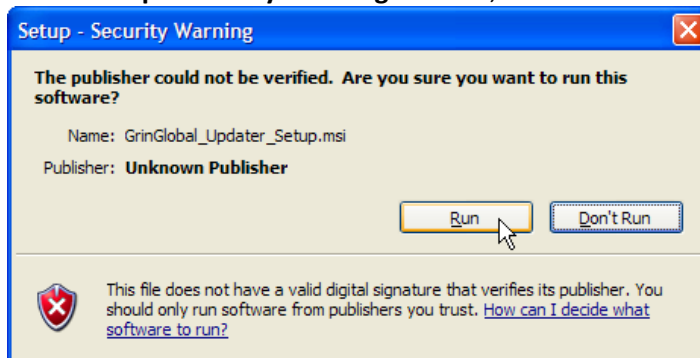 Setup - Security Warning
The publisher could not be verified. Are you sure you want to run this
software?
Name: GrinGlobal_Updater_Setup.msi
Publisher: Unknown Publisher
Run
Don't Run
This file does not have a valid digital signature that verifies its publisher. You
should only run software from publishers you trust. How can I decide what
software to run?